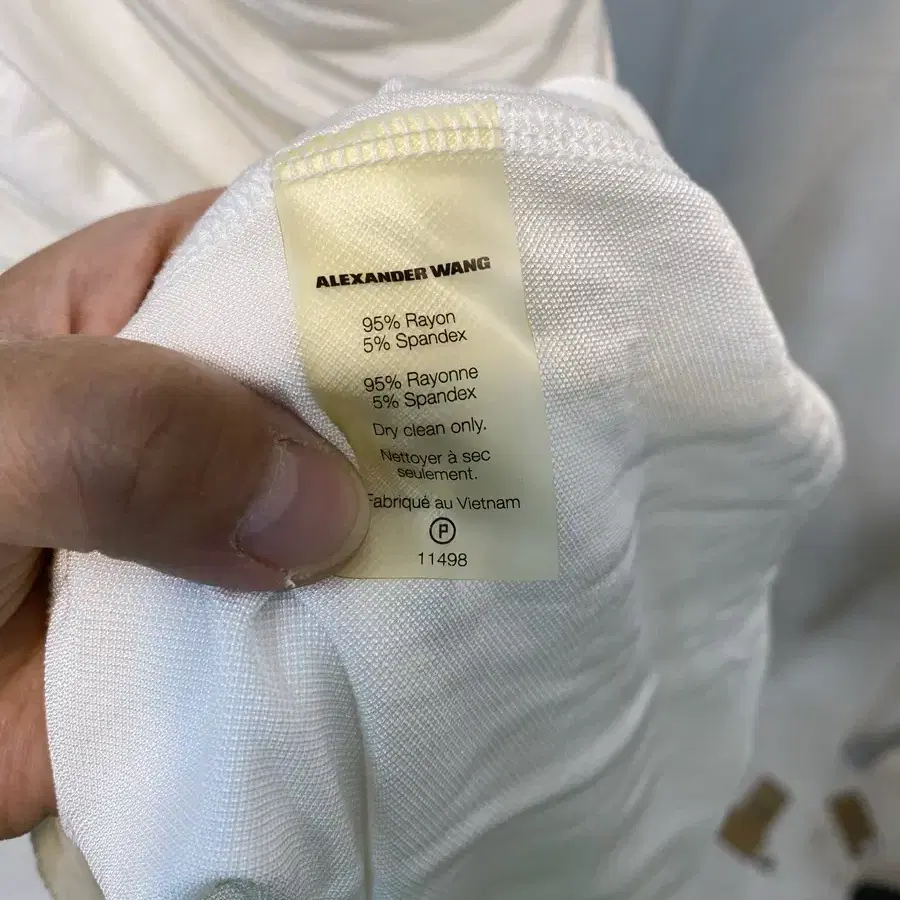 ALEXANDER WANG
95% Rayon
5% Spandex
95% Rayonne
5% Spandex
Dry clean only.
Nettoyer à sec
seulement.
Fabriqué au Vietnam
P
11498